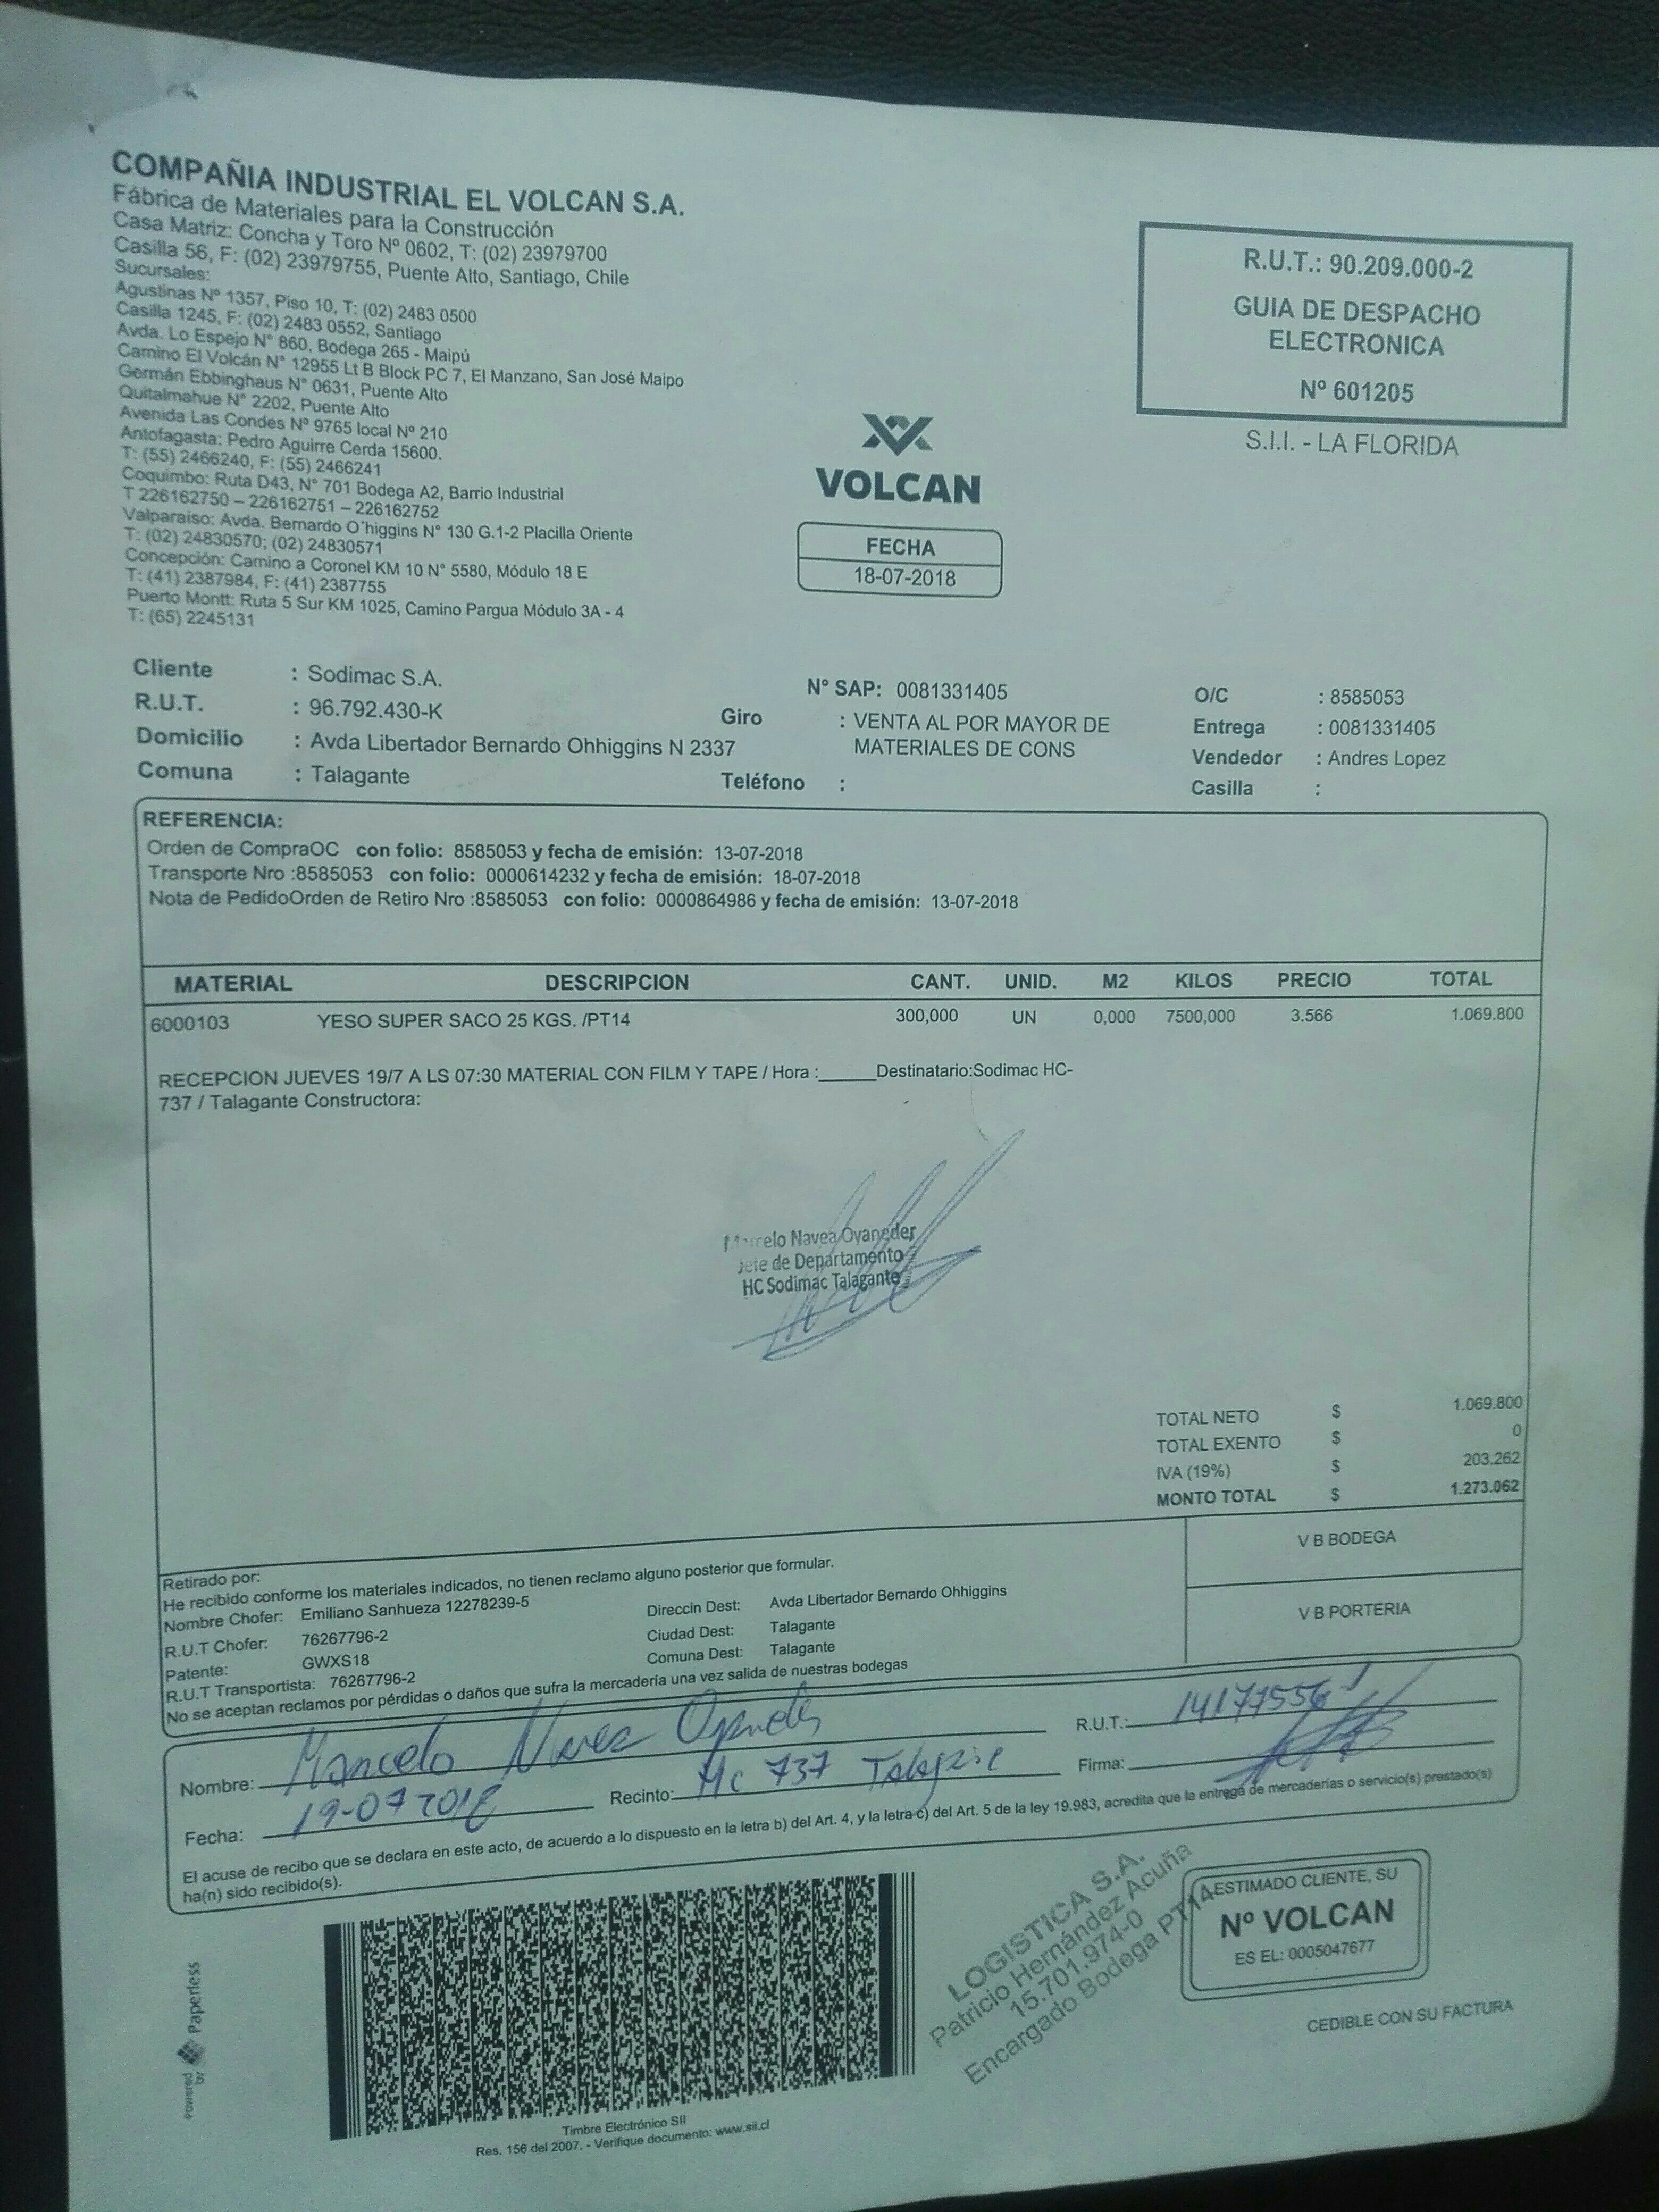 COMPAÑIA INDUSTRIAL EL VOLCAN S.A.
Fábrica de Materiales para la Construcción
Casa Matriz: Concha y Toro Nº 0602, T: (02) 23979700
Casilla 56, F: (02) 23979755, Puente Alto, Santiago, Chile
Sucursales:
Agustinas Nº 1357, Piso 10, T: (02) 2483 0500
Casilla 1245, F: (02) 2483 0552, Santiago
Avda. Lo Espejo N° 860, Bodega 265 - Maipú
Camino El Volcán N° 12955 Lt B Block PC 7, El Manzano, San José Maipo
Germán Ebbinghaus N° 0631, Puente Alto
Quitalmahue N° 2202, Puente Alto
Avenida Las Condes Nº 9765 local Nº 210
Antofagasta: Pedro Aguirre Cerda 15600.
T: (55) 2466240, F: (55) 2466241
Coquimbo: Ruta D43, N° 701 Bodega A2, Barrio Industrial
T 226162750 – 226162751 – 226162752
Valparaíso: Avda. Bernardo O´higgins N° 130 G.1-2 Placilla Oriente
T: (02) 24830570; (02) 24830571
Concepción: Camino a Coronel KM 10 N° 5580, Módulo 18 E
T: (41) 2387984, F: (41) 2387755
Puerto Montt: Ruta 5 Sur KM 1025, Camino Pargua Módulo 3A - 4
T: (65) 2245131
R.U.T.: 90.209.000-2
GUIA DE DESPACHO
ELECTRONICA
Nº 601205
S.I.I. - LA FLORIDA
VOLCAN
FECHA
18-07-2018
Cliente : Sodimac S.A.
R.U.T. : 96.792.430-K
Domicilio : Avda Libertador Bernardo Ohhiggins N 2337
Comuna : Talagante
N° SAP: 0081331405
Giro : VENTA AL POR MAYOR DE
MATERIALES DE CONS
Teléfono :
O/C : 8585053
Entrega : 0081331405
Vendedor : Andres Lopez
Casilla :
REFERENCIA:
Orden de CompraOC con folio: 8585053 y fecha de emisión: 13-07-2018
Transporte Nro :8585053 con folio: 0000614232 y fecha de emisión: 18-07-2018
Nota de PedidoOrden de Retiro Nro :8585053 con folio: 0000864986 y fecha de emisión: 13-07-2018
MATERIAL DESCRIPCION CANT. UNID. M2 KILOS PRECIO TOTAL
6000103 YESO SUPER SACO 25 KGS. /PT14 300,000 UN 0,000 7500,000 3.566 1.069.800
RECEPCION JUEVES 19/7 A LS 07:30 MATERIAL CON FILM Y TAPE / Hora :______Destinatario:Sodimac HC-
737 / Talagante Constructora:
Marcelo Navea Oyaneder
Jefe de Departamento
HC Sodimac Talagante
TOTAL NETO $ 1.069.800
TOTAL EXENTO $ 0
IVA (19%) $ 203.262
MONTO TOTAL $ 1.273.062
V B BODEGA
V B PORTERIA
Retirado por:
He recibido conforme los materiales indicados, no tienen reclamo alguno posterior que formular.
Nombre Chofer: Emiliano Sanhueza 12278239-5
R.U.T Chofer: 76267796-2
Patente: GWXS18
R.U.T Transportista: 76267796-2
Direccin Dest: Avda Libertador Bernardo Ohhiggins
Ciudad Dest: Talagante
Comuna Dest: Talagante
No se aceptan reclamos por pérdidas o daños que sufra la mercadería una vez salida de nuestras bodegas
Nombre: Marcelo Navea Oyaneder
R.U.T.: 14177556-1
Fecha: 19-07 2018
Recinto: HC 737 Talagante
Firma:
El acuse de recibo que se declara en este acto, de acuerdo a lo dispuesto en la letra b) del Art. 4, y la letra c) del Art. 5 de la ley 19.983, acredita que la entrega de mercaderías o servicio(s) prestado(s)
ha(n) sido recibido(s).
Powered by Paperless
Timbre Electrónico SII
Res. 156 del 2007. - Verifique documento: www.sii.cl
LOGISTICA S.A.
Patricio Hernández Acuña
15.701.974-0
Encargado Bodega PT14
ESTIMADO CLIENTE, SU
Nº VOLCAN
ES EL: 0005047677
CEDIBLE CON SU FACTURA